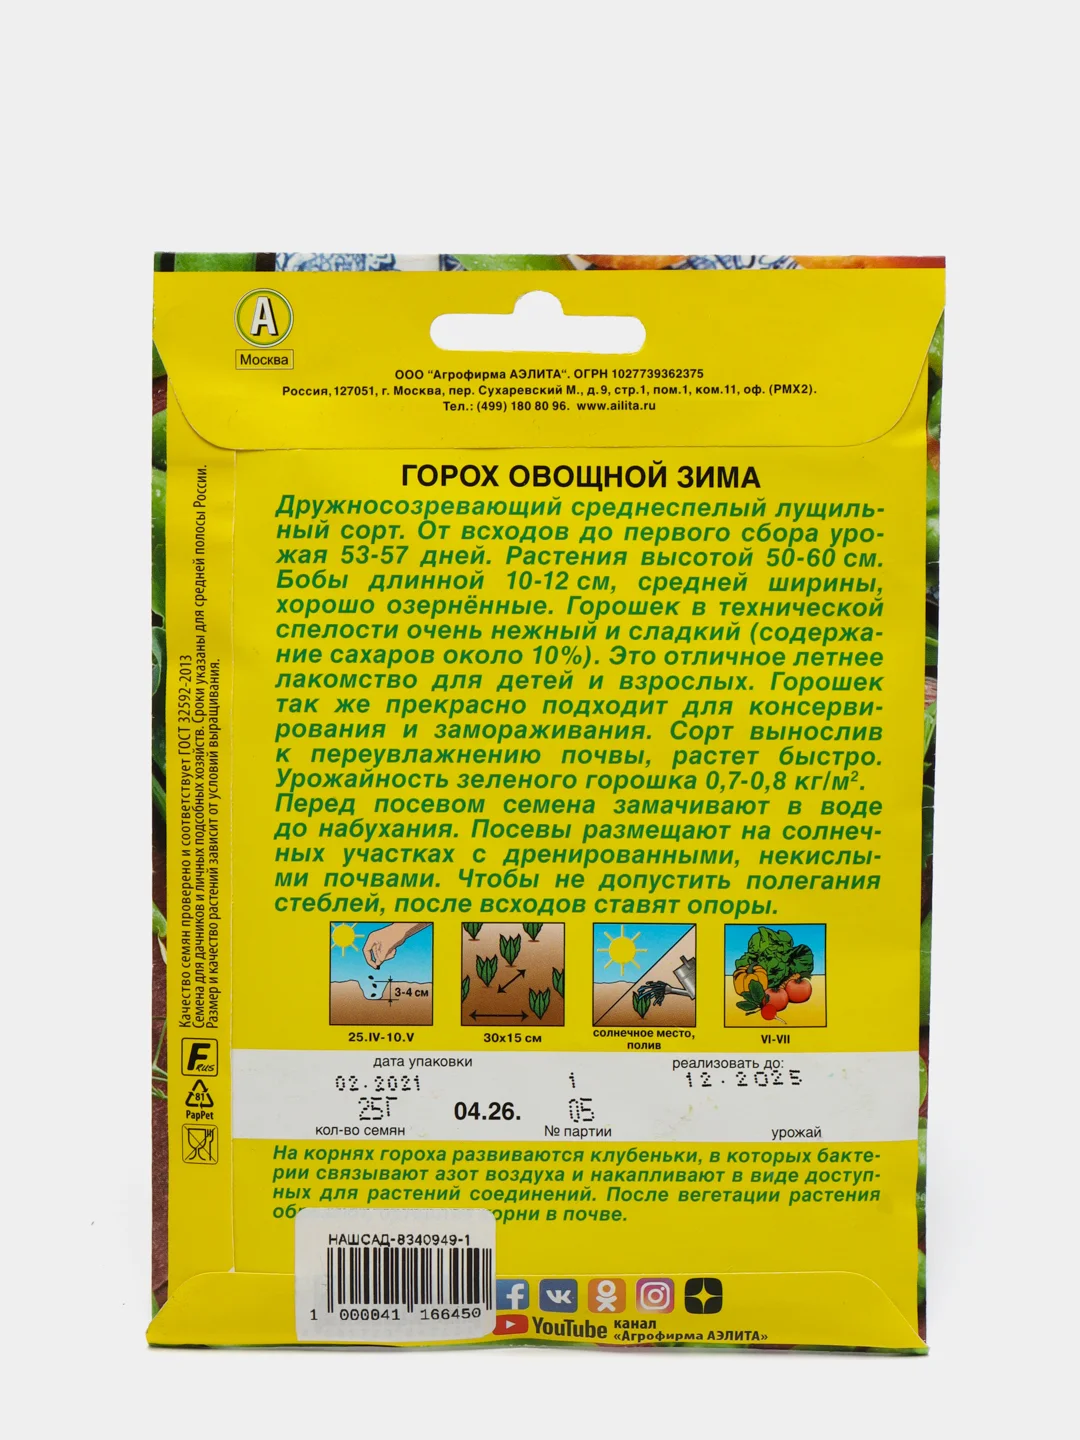 А
Москва
ООО "Агрофирма АЭЛИТА". ОГРН 1027739362375
Россия,127051, г. Москва, пер. Сухаревский М., д.9, стр.1, пом.1, ком.11, оф. (РМХ2).
Тел.: (499) 180 80 96. www.ailita.ru
ГОРОХ ОВОЩНОЙ ЗИМА
Дружносозревающий среднеспелый лущиль-
ный сорт. От всходов до первого сбора уро-
жая 53-57 дней. Растения высотой 50-60 см.
Бобы длинной 10-12 см, средней ширины,
хорошо озернённые. Горошек в технической
спелости очень нежный и сладкий (содержа-
ние сахаров около 10%). Это отличное летнее
лакомство для детей и взрослых. Горошек
так же прекрасно подходит для консерви-
рования и замораживания. Сорт вынослив
к переувлажнению почвы, растет быстро.
Урожайность зеленого горошка 0,7-0,8 кг/м².
Перед посевом семена замачивают в воде
до набухания. Посевы размещают на солнеч-
ных участках с дренированными, некислы-
ми почвами. Чтобы не допустить полегания
стеблей, после всходов ставят опоры.
3-4 см
25.IV-10.V
30х15 см
солнечное место,
полив
VI-VII
Качество семян проверено и соответствует ГОСТ 32592-2013
Семена для дачников и личных подсобных хозяйств. Сроки указаны для средней полосы России.
Размер и качество растений зависит от условий выращивания.
F RUS
81
PapPet
дата упаковки
реализовать до:
02.2021
1
12.2025
25Г
04.26.
05
кол-во семян
№ партии
урожай
На корнях гороха развиваются клубеньки, в которых бакте-
рии связывают азот воздуха и накапливают в виде доступ-
ных для растений соединений. После вегетации растения
орни в почве.
НАШСАД-8340949-1
1 000041 166450
YouTube
канал
«Агрофирма АЭЛИТА»